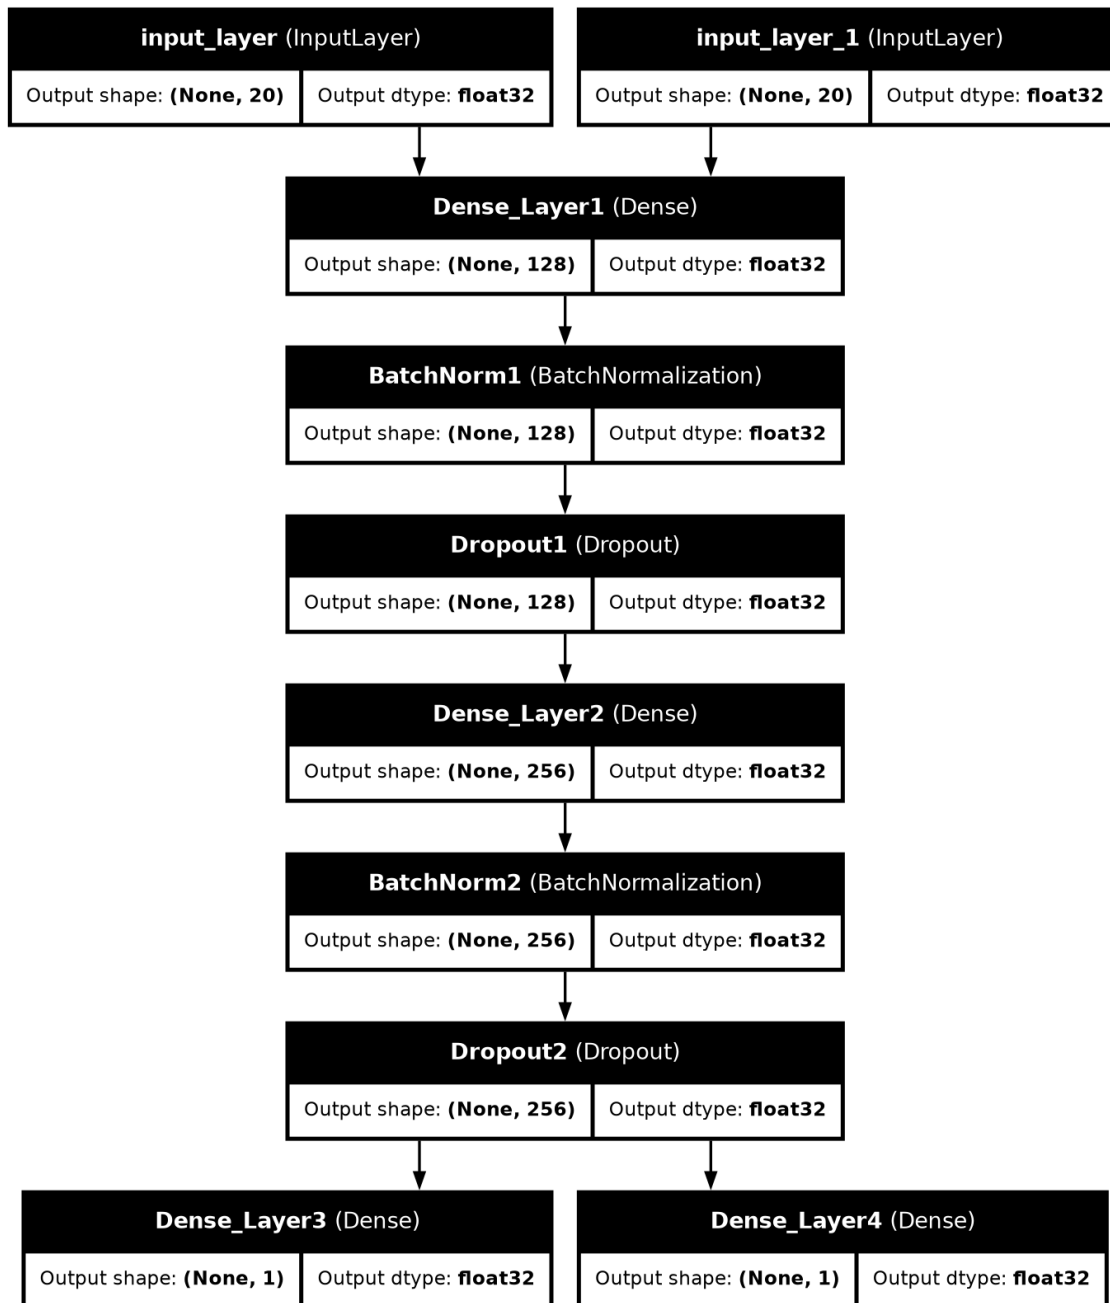 input_layer (InputLayer)
Output shape: (None, 20) Output dtype: float32
input_layer_1 (InputLayer)
Output shape: (None, 20) Output dtype: float32
Dense_Layer1 (Dense)
Output shape: (None, 128) Output dtype: float32
BatchNorm1 (BatchNormalization)
Output shape: (None, 128) Output dtype: float32
Dropout1 (Dropout)
Output shape: (None, 128) Output dtype: float32
Dense_Layer2 (Dense)
Output shape: (None, 256) Output dtype: float32
BatchNorm2 (BatchNormalization)
Output shape: (None, 256) Output dtype: float32
Dropout2 (Dropout)
Output shape: (None, 256) Output dtype: float32
Dense_Layer3 (Dense)
Output shape: (None, 1) Output dtype: float32
Dense_Layer4 (Dense)
Output shape: (None, 1) Output dtype: float32